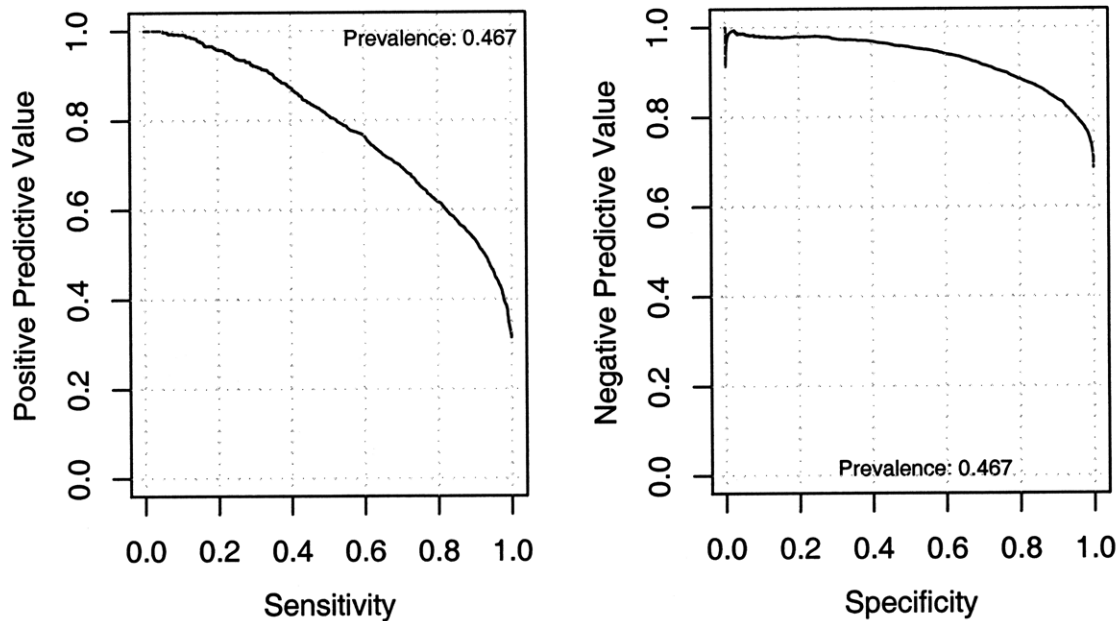 Positive Predictive Value
1.0
0.8
0.6
0.4
0.2
0.0
Prevalence: 0.467
0.0 0.2 0.4 0.6 0.8 1.0
Sensitivity
Negative Predictive Value
1.0
0.8
0.6
0.4
0.2
0.0
Prevalence: 0.467
0.0 0.2 0.4 0.6 0.8 1.0
Specificity